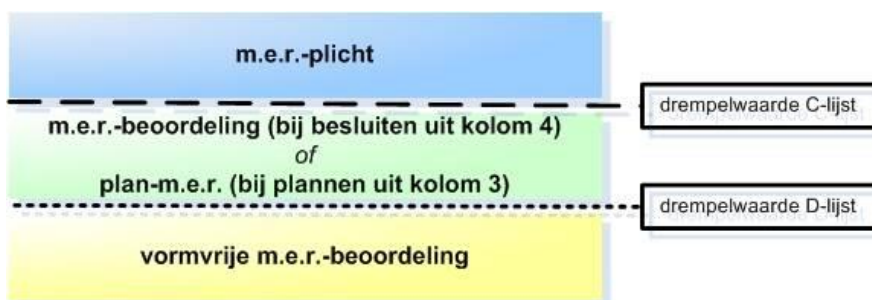 m.e.r.-plicht
drempelwaarde C-lijst
m.e.r.-beoordeling (bij besluiten uit kolom 4)
of
plan-m.e.r. (bij plannen uit kolom 3)
drempelwaarde D-lijst
vormvrije m.e.r.-beoordeling